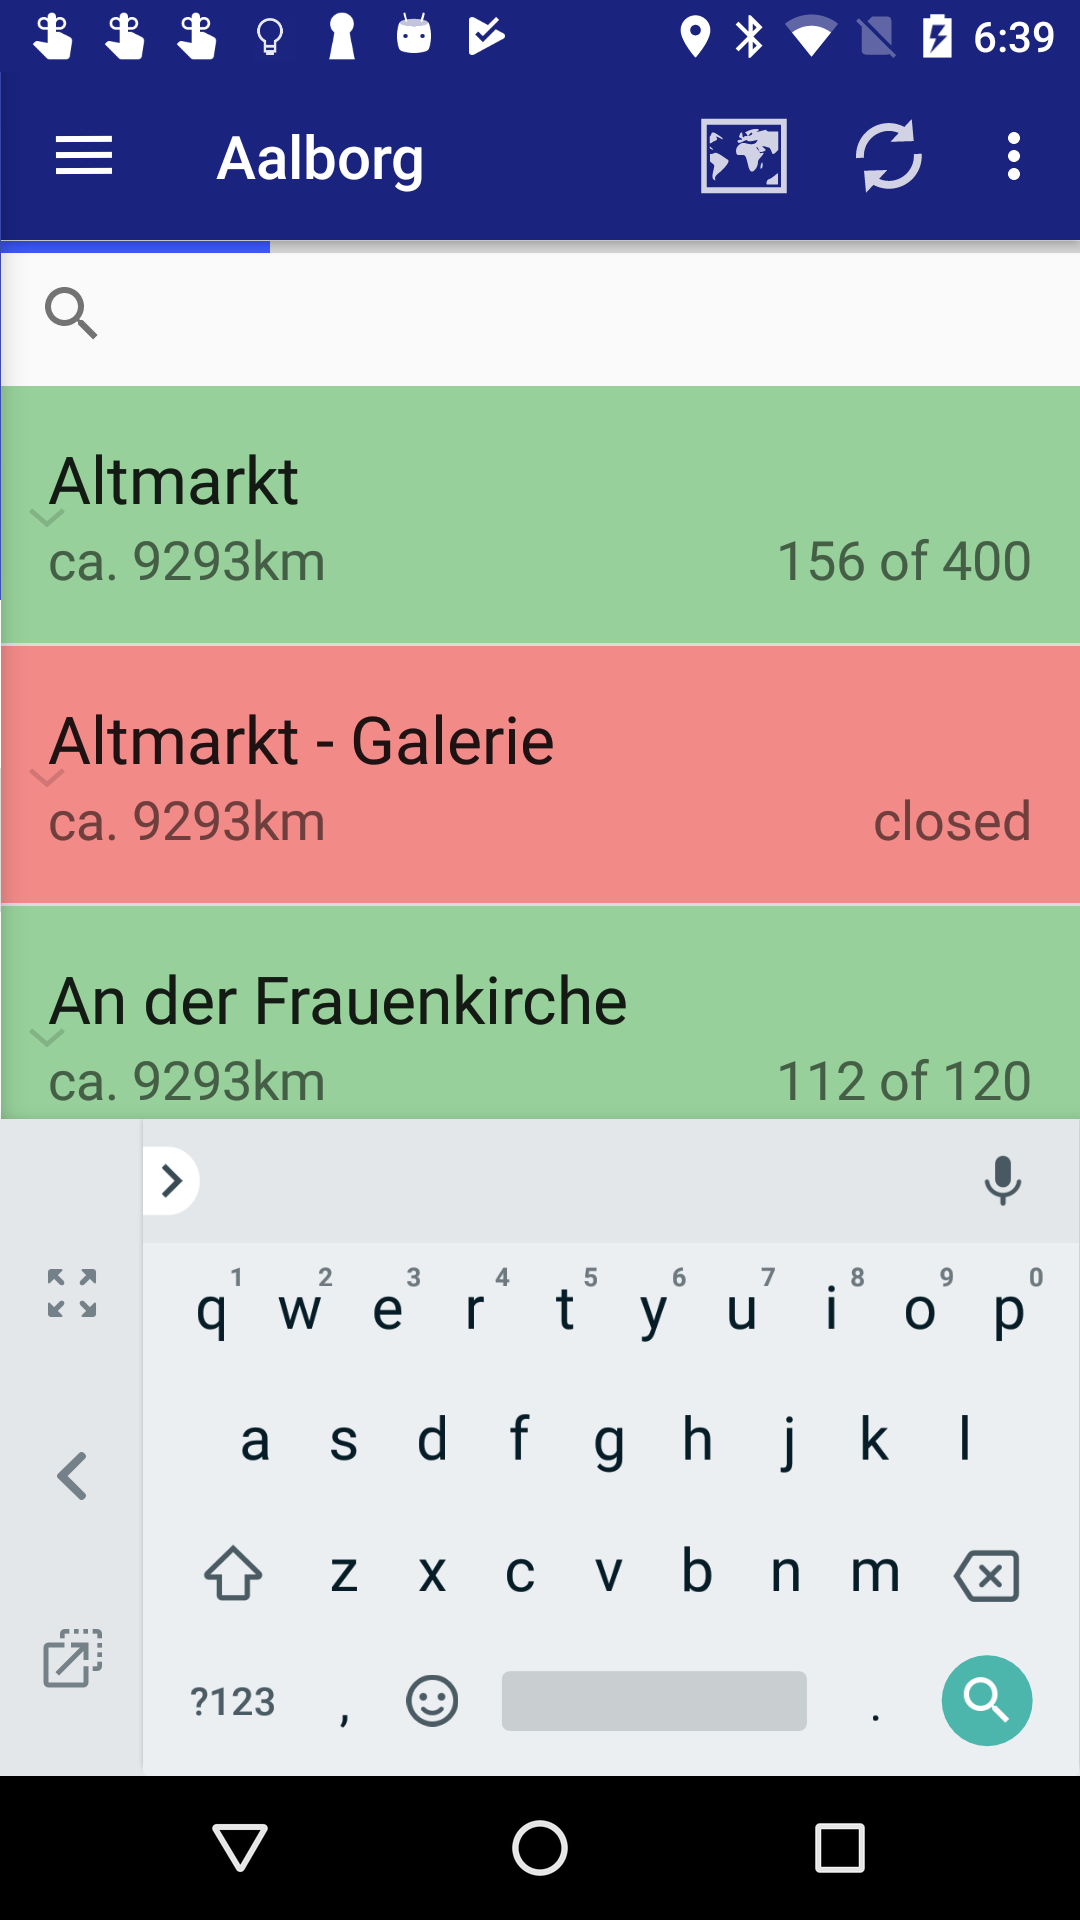 6:39
Aalborg
Altmarkt
ca. 9293km 156 of 400
Altmarkt - Galerie
ca. 9293km closed
An der Frauenkirche
ca. 9293km 112 of 120
1 2 3 4 5 6 7 8 9 0
q w e r t y u i o p
a s d f g h j k l
z x c v b n m
?123 , .